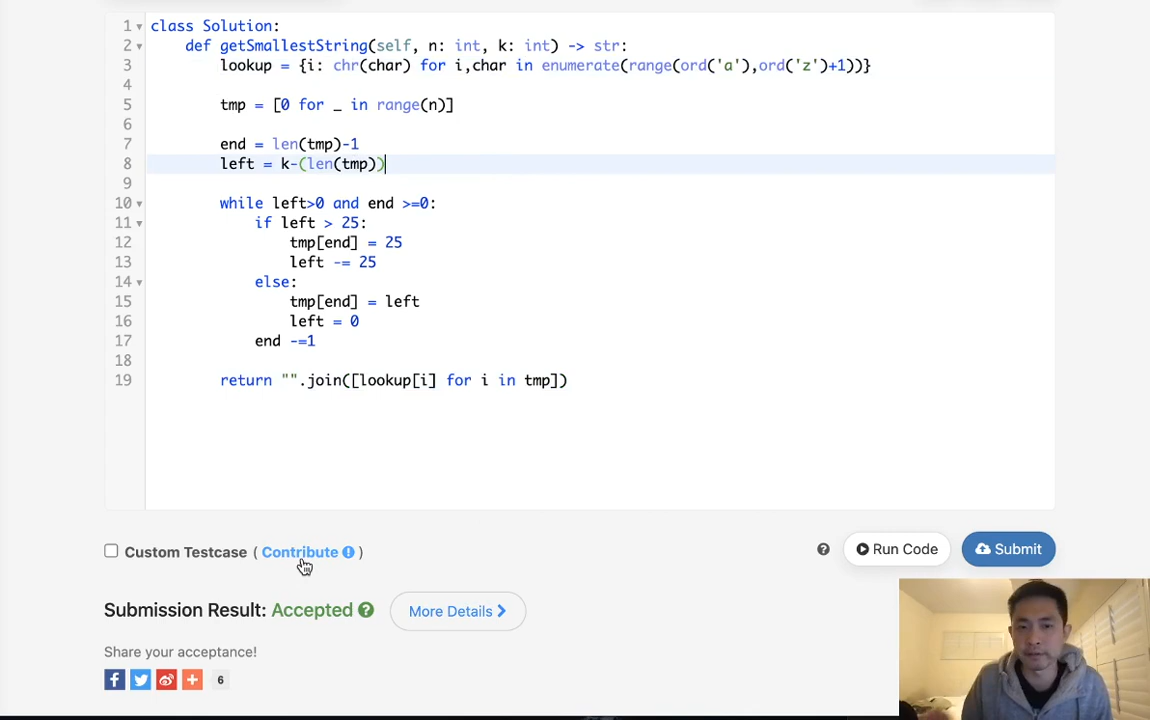 1 class Solution:
2 def getSmallestString(self, n: int, k: int) -> str:
3 lookup = {i: chr(char) for i,char in enumerate(range(ord('a'),ord('z')+1))}
4
5 tmp = [0 for _ in range(n)]
6
7 end = len(tmp)-1
8 left = k-(len(tmp))
9
10 while left>0 and end >=0:
11 if left > 25:
12 tmp[end] = 25
13 left -= 25
14 else:
15 tmp[end] = left
16 left = 0
17 end -=1
18
19 return "".join([lookup[i] for i in tmp])
Custom Testcase ( Contribute )
? Run Code Submit
Submission Result: Accepted ? More Details >
Share your acceptance!
6